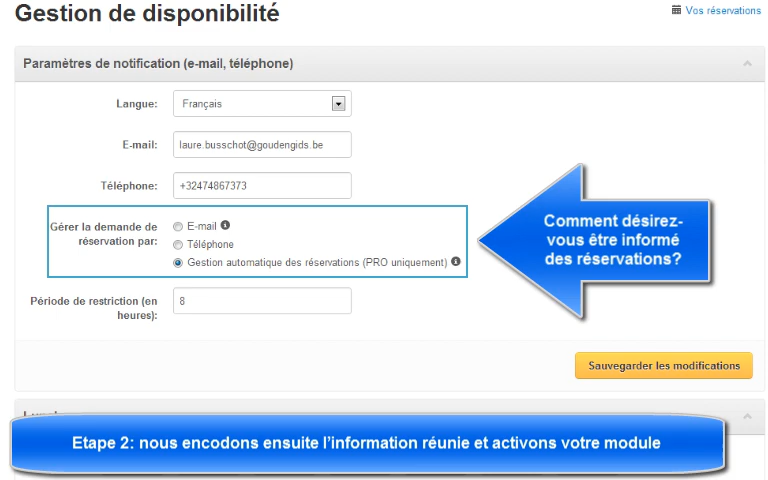 Gestion de disponibilité
Vos réservations
Paramètres de notification (e-mail, téléphone)
Langue: Français
E-mail: laure.busschot@goudengids.be
Téléphone: +32474867373
Gérer la demande de
réservation par:
E-mail
Téléphone
Gestion automatique des réservations (PRO uniquement)
Comment désirez-
vous être informé
des réservations?
Période de restriction (en
heures):
8
Sauvegarder les modifications
Etape 2: nous encodons ensuite l'information réunie et activons votre module